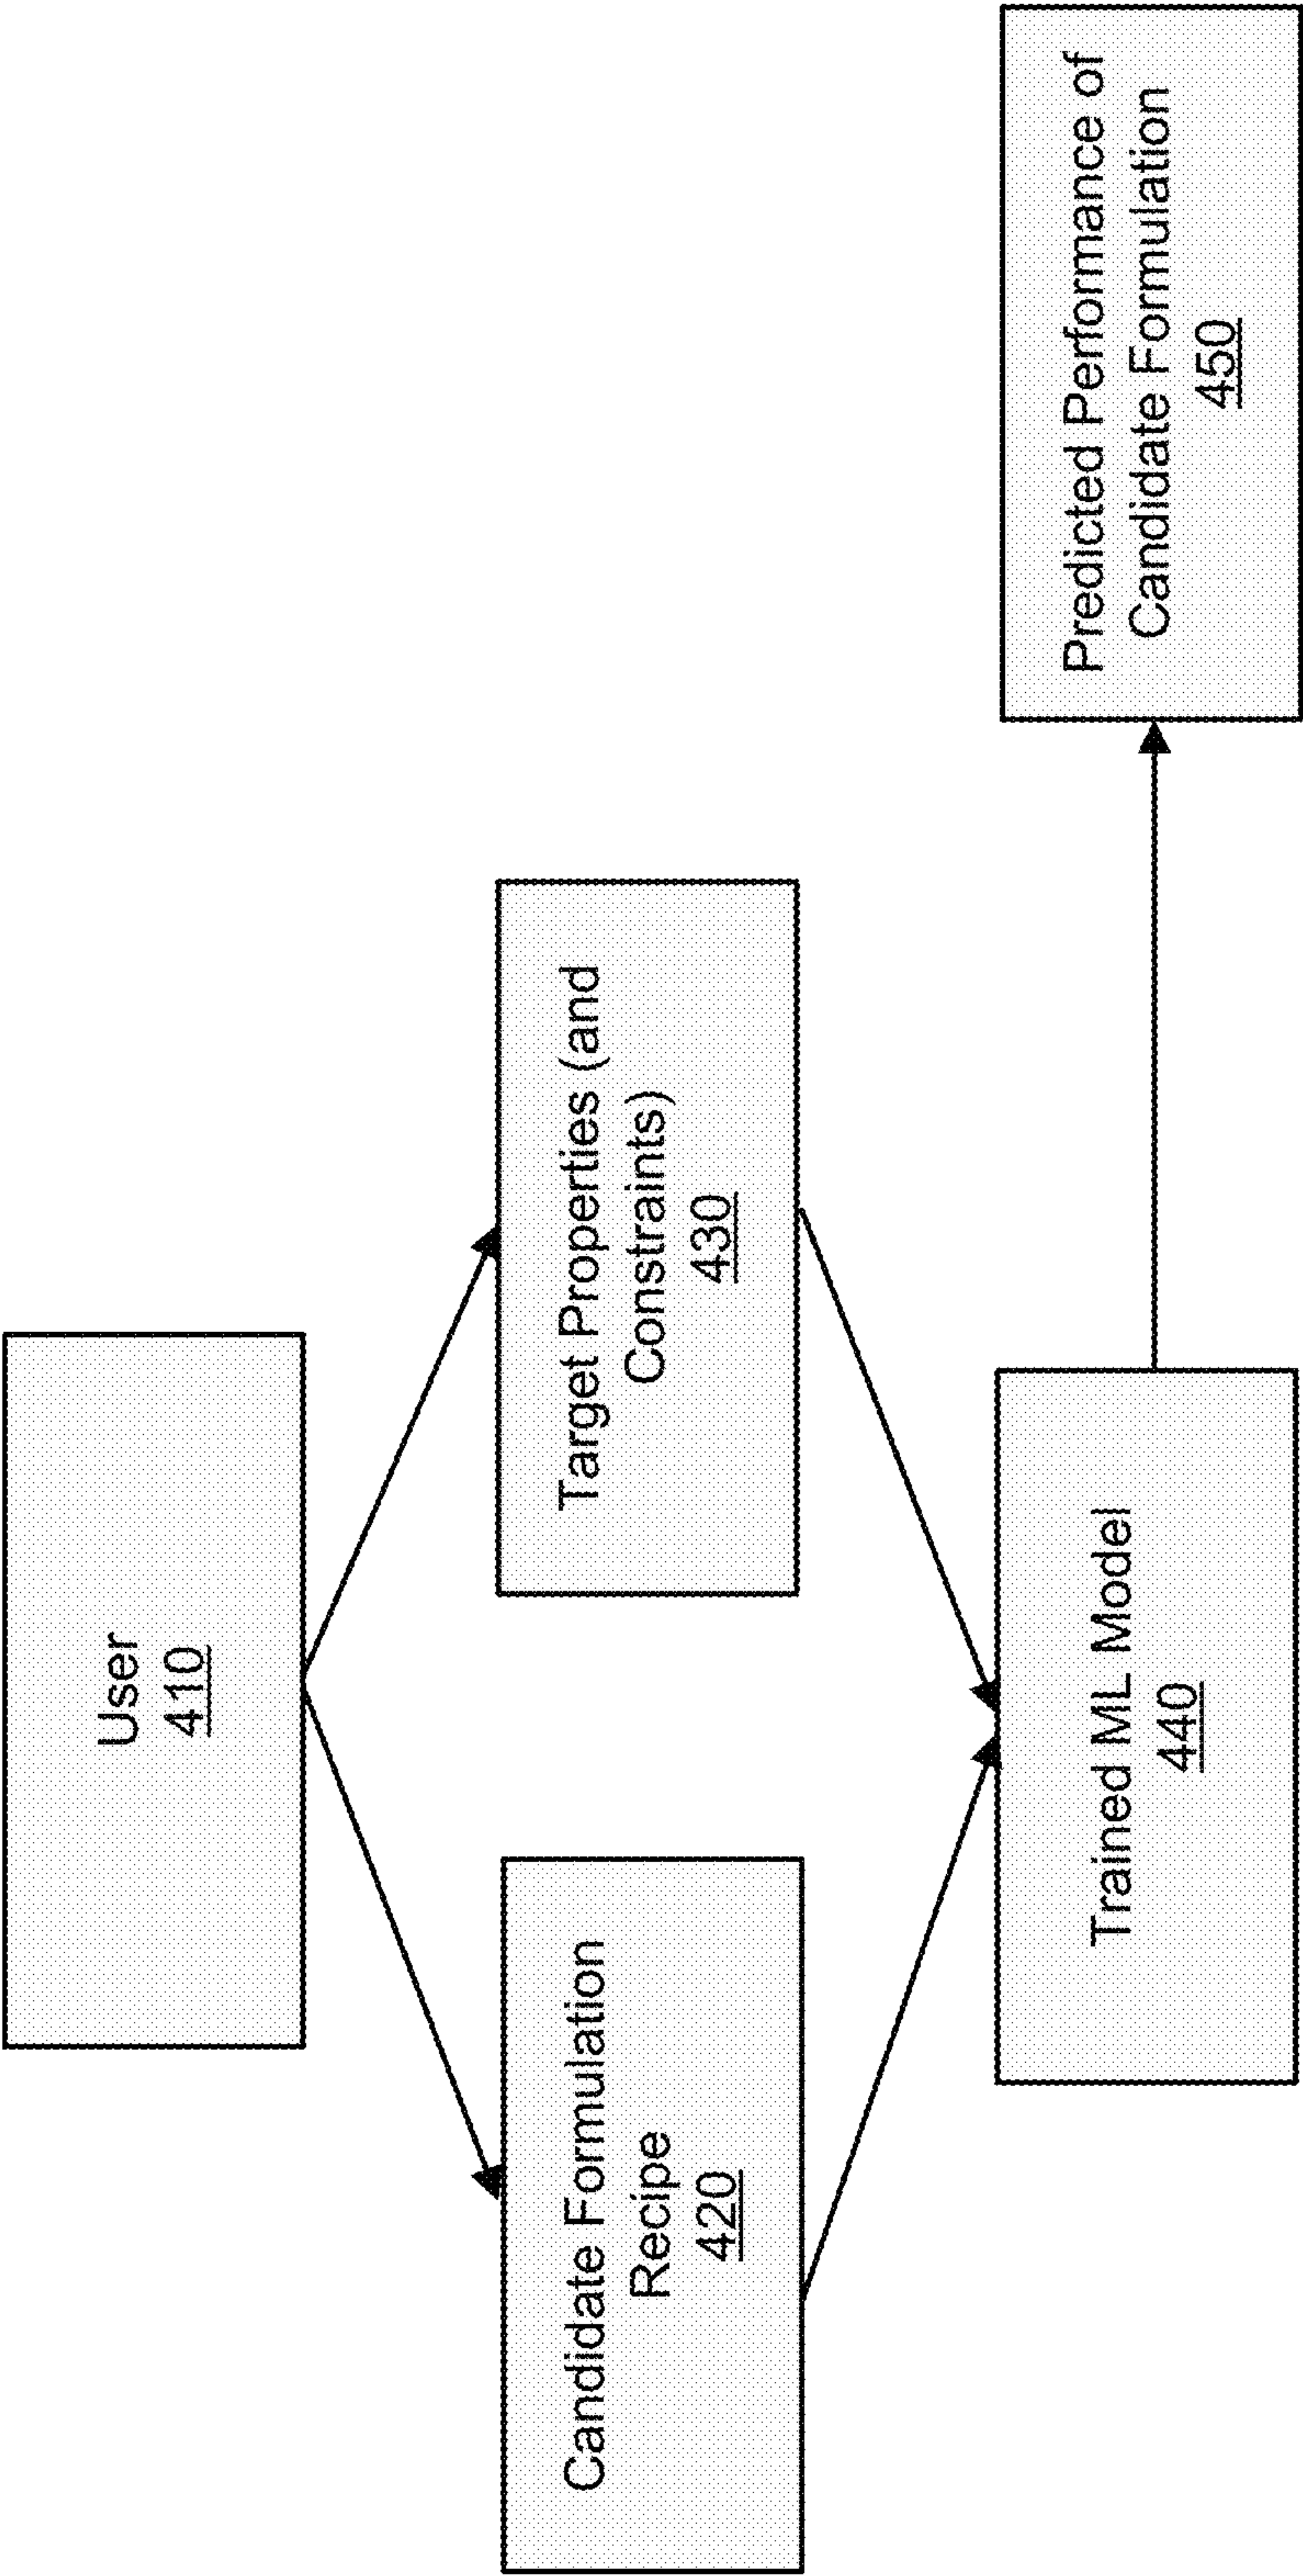 User
410
Candidate Formulation
Recipe
420
Target Properties (and
Constraints)
430
Trained ML Model
440
Predicted Performance of
Candidate Formulation
450